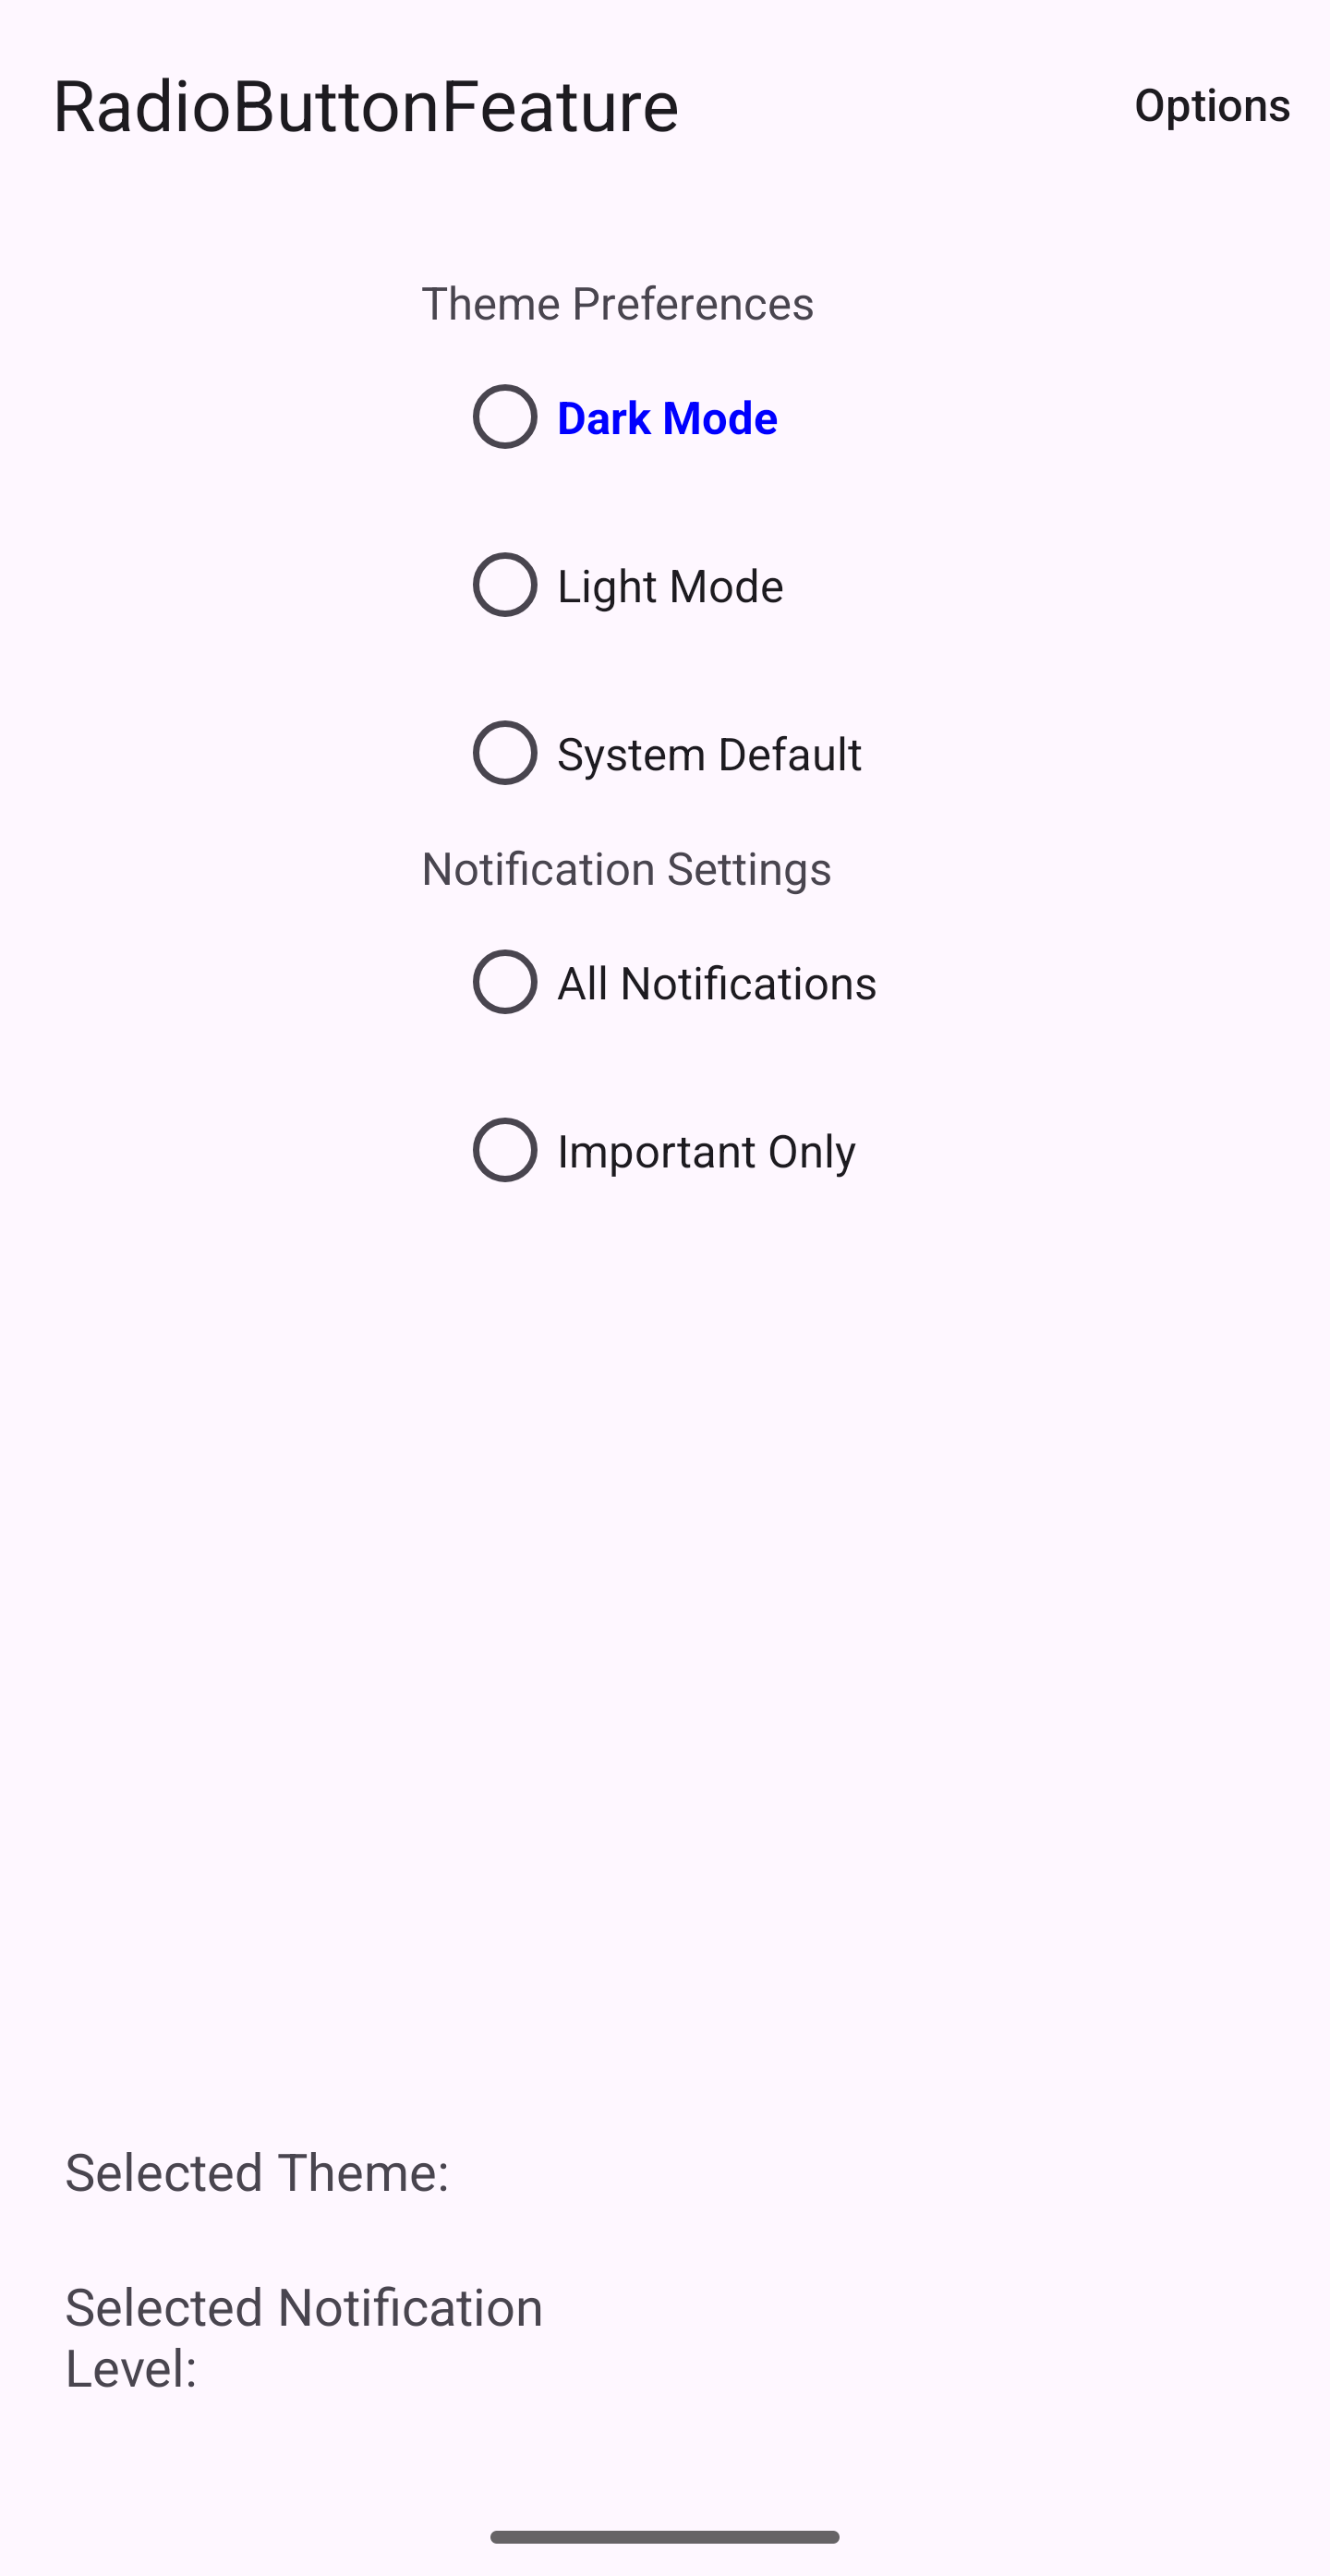 RadioButtonFeature
Options
Theme Preferences
Dark Mode
Light Mode
System Default
Notification Settings
All Notifications
Important Only
Selected Theme:
Selected Notification
Level: